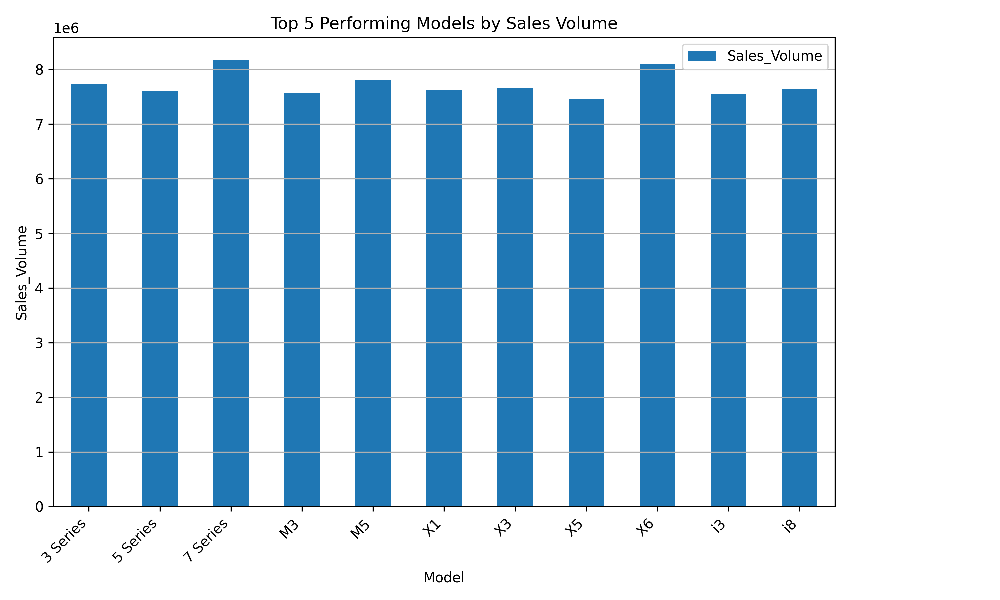 Top 5 Performing Models by Sales Volume
1e6
Sales_Volume
8
7
6
5
4
3
2
1
0
Sales_Volume
3 Series
5 Series
7 Series
M3
M5
X1
X3
X5
X6
i3
i8
Model